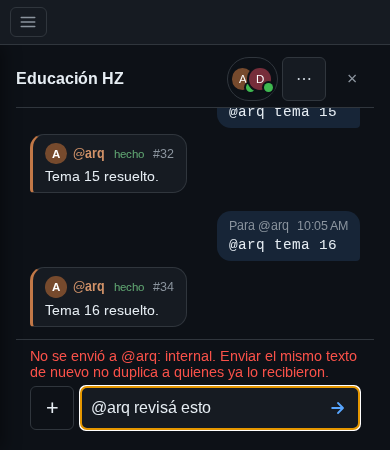 Educación HZ
A D
⋯
×
@arq tema 15
A @arq hecho #32
Tema 15 resuelto.
Para @arq 10:05 AM
@arq tema 16
A @arq hecho #34
Tema 16 resuelto.
No se envió a @arq: internal. Enviar el mismo texto
de nuevo no duplica a quienes ya lo recibieron.
+ @arq revisá esto →